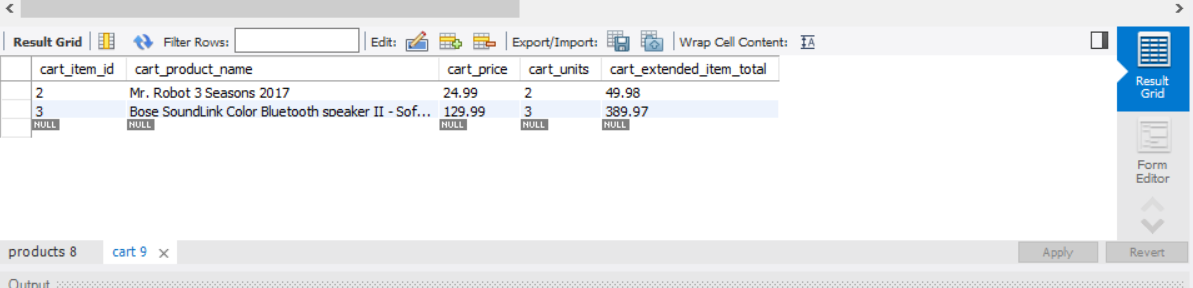 Result Grid Filter Rows: Edit: Export/Import: Wrap Cell Content: IA
cart_item_id cart_product_name cart_price cart_units cart_extended_item_total
2 Mr. Robot 3 Seasons 2017 24.99 2 49.98
3 Bose SoundLink Color Bluetooth speaker II - Sof... 129.99 3 389.97
NULL NULL NULL NULL NULL
Result
Grid
Form
Editor
products 8 cart 9 Apply Revert
Output